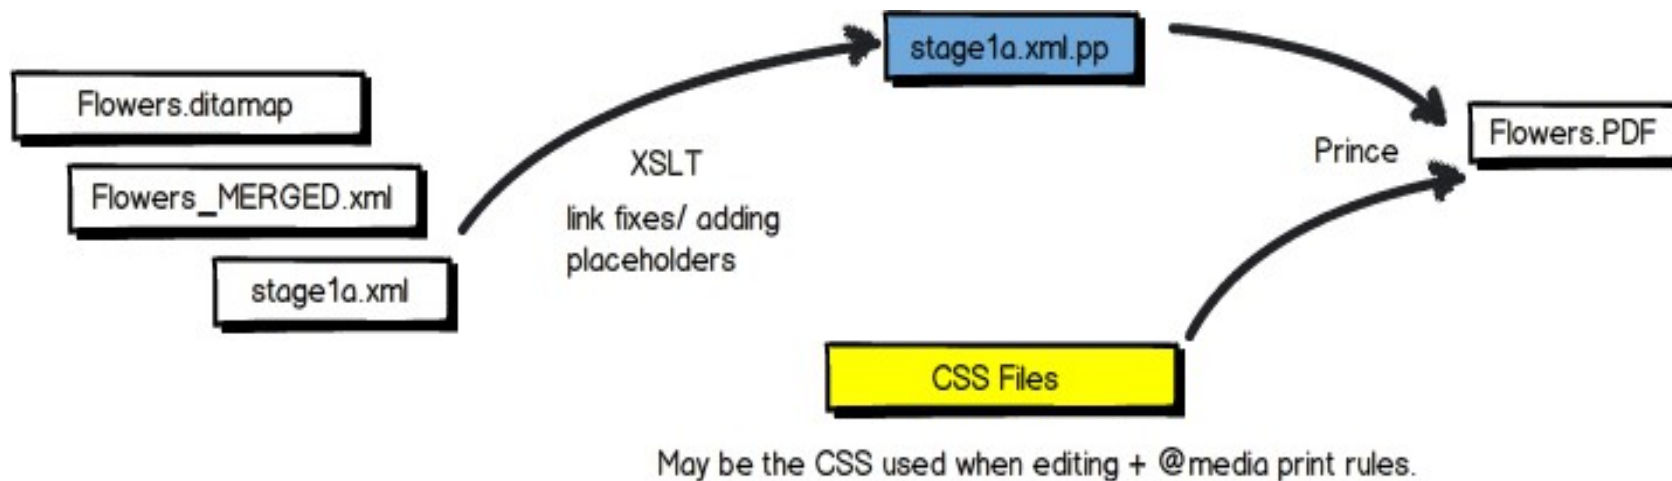 stage1a.xml.pp
Flowers.ditamap
Flowers.PDF
Prince
XSLT
Flowers_MERGED.xml
link fixes/ adding
placeholders
stage1a.xml
CSS Files
May be the CSS used when editing + @media print rules.